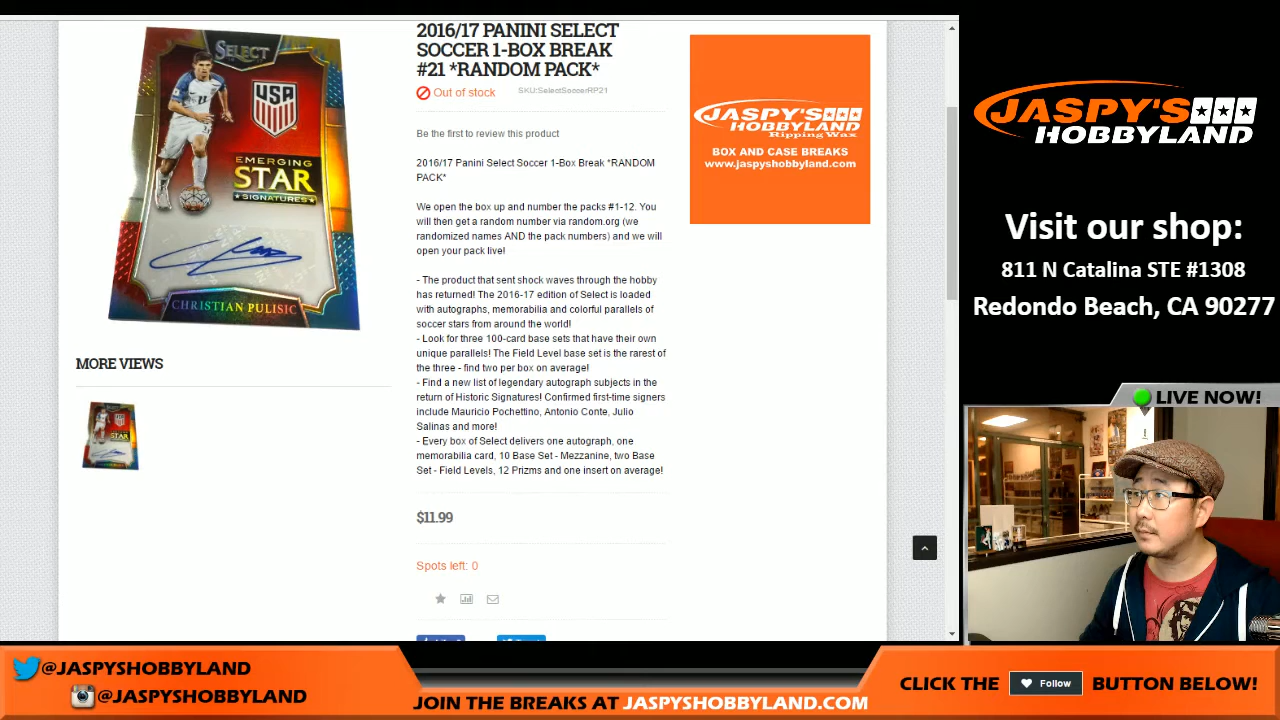 SELECT
11
USA
EMERGING
STAR
★SIGNATURES★
CHRISTIAN PULISIC
MORE VIEWS
2016/17 PANINI SELECT
SOCCER 1-BOX BREAK
#21 *RANDOM PACK*
Out of stock
SKU:SelectSoccerRP21
Be the first to review this product
2016/17 Panini Select Soccer 1-Box Break *RANDOM
PACK*
We open the box up and number the packs #1-12. You
will then get a random number via random.org (we
randomized names AND the pack numbers) and we will
open your pack live!
- The product that sent shock waves through the hobby
has returned! The 2016-17 edition of Select is loaded
with autographs, memorabilia and colorful parallels of
soccer stars from around the world!
- Look for three 100-card base sets that have their own
unique parallels! The Field Level base set is the rarest of
the three - find two per box on average!
- Find a new list of legendary autograph subjects in the
return of Historic Signatures! Confirmed first-time signers
include Mauricio Pochettino, Antonio Conte, Julio
Salinas and more!
- Every box of Select delivers one autograph, one
memorabilia card, 10 Base Set - Mezzanine, two Base
Set - Field Levels, 12 Prizms and one insert on average!
$11.99
Spots left: 0
JASPY'S
HOBBYLAND
Ripping Wax
BOX AND CASE BREAKS
www.jaspyshobbyland.com
JASPY'S
HOBBYLAND
Visit our shop:
811 N Catalina STE #1308
Redondo Beach, CA 90277
LIVE NOW!
@JASPYSHOBBYLAND
@JASPYSHOBBYLAND
JOIN THE BREAKS AT JASPYSHOBBYLAND.COM
CLICK THE Follow BUTTON BELOW!